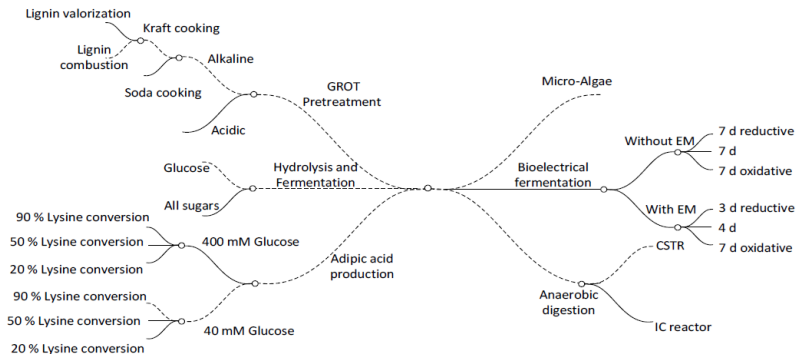 Lignin valorization
Kraft cooking
Lignin
combustion
Alkaline
Soda cooking
Acidic
GROT
Pretreatment
Glucose
All sugars
Hydrolysis and
Fermentation
90 % Lysine conversion
50 % Lysine conversion
20 % Lysine conversion
400 mM Glucose
90 % Lysine conversion
50 % Lysine conversion
20 % Lysine conversion
40 mM Glucose
Adipic acid
production
Micro-Algae
Bioelectrical
fermentation
Without EM
7 d reductive
7 d
7 d oxidative
With EM
3 d reductive
4 d
7 d oxidative
Anaerobic
digestion
CSTR
IC reactor